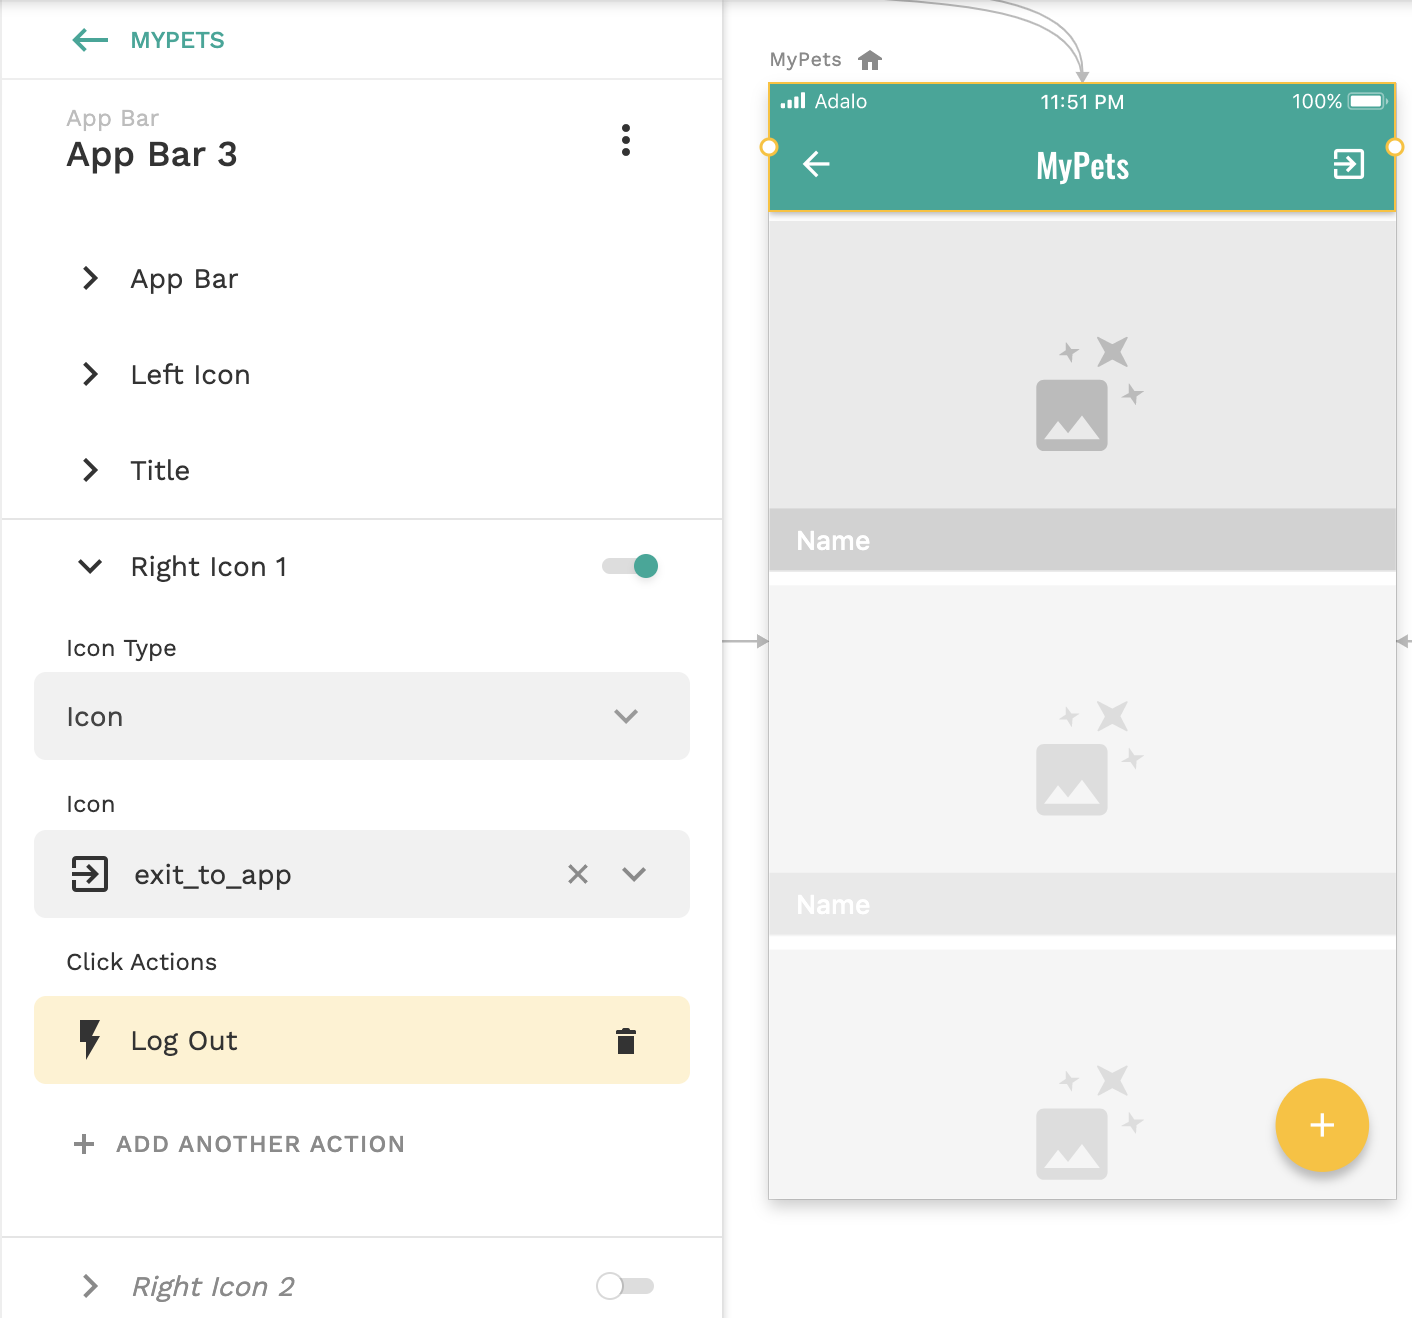 MYPETS
App Bar
App Bar 3
App Bar
Left Icon
Title
Right Icon 1
Icon Type
Icon
Icon
exit_to_app
Click Actions
Log Out
ADD ANOTHER ACTION
Right Icon 2
MyPets
Adalo 11:51 PM 100%
MyPets
Name
Name